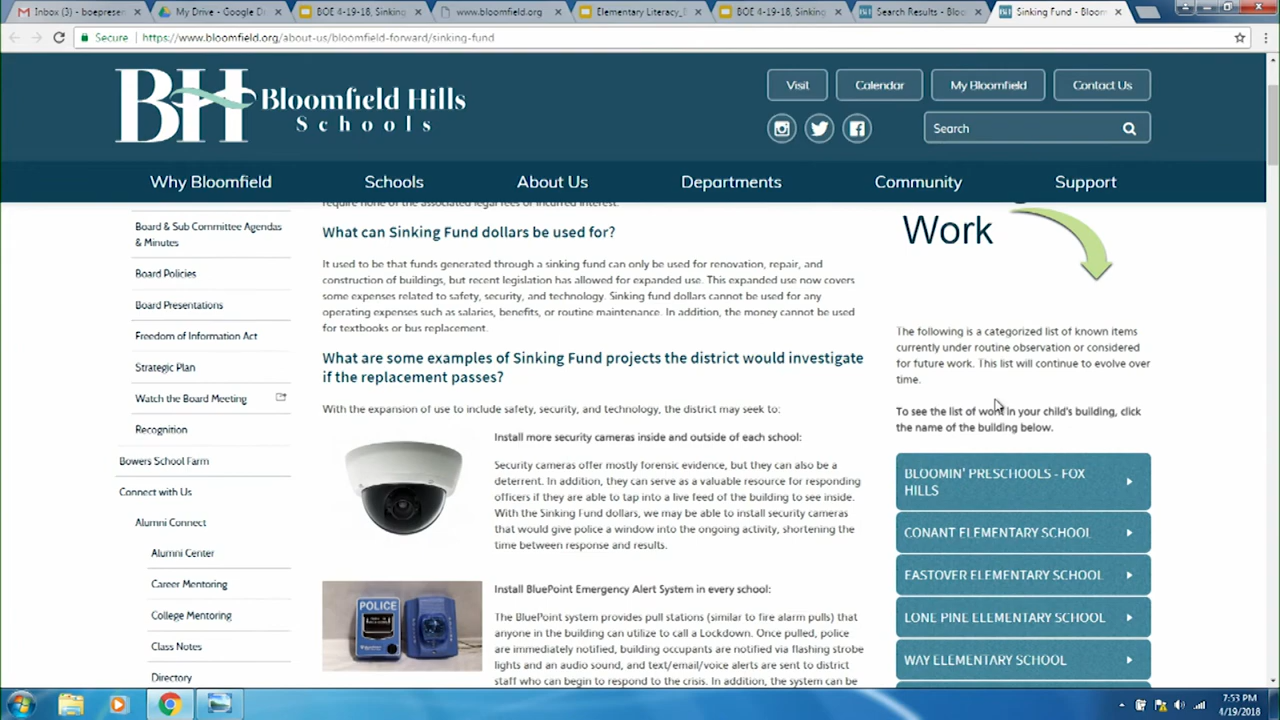 Inbox (3) - boepresen
My Drive - Google D
BOE 4-19-18, Sinking
www.bloomfield.org
Elementary Literacy_
BOE 4-19-18, Sinking
Search Results - Bloo
Sinking Fund - Bloom
Secure https://www.bloomfield.org/about-us/bloomfield-forward/sinking-fund
BH Bloomfield Hills
Schools
Visit
Calendar
My Bloomfield
Contact Us
Search
Why Bloomfield
Schools
About Us
Departments
Community
Support
Board & Sub Committee Agendas
& Minutes
Board Policies
Board Presentations
Freedom of Information Act
Strategic Plan
Watch the Board Meeting
Recognition
Bowers School Farm
Connect with Us
Alumni Connect
Alumni Center
Career Mentoring
College Mentoring
Class Notes
Directory
require none of the associated legal fees or incurred interest.
What can Sinking Fund dollars be used for?
It used to be that funds generated through a sinking fund can only be used for renovation, repair, and
construction of buildings, but recent legislation has allowed for expanded use. This expanded use now covers
some expenses related to safety, security, and technology. Sinking fund dollars cannot be used for any
operating expenses such as salaries, benefits, or routine maintenance. In addition, the money cannot be used
for textbooks or bus replacement.
What are some examples of Sinking Fund projects the district would investigate
if the replacement passes?
With the expansion of use to include safety, security, and technology, the district may seek to:
Install more security cameras inside and outside of each school:
Security cameras offer mostly forensic evidence, but they can also be a
deterrent. In addition, they can serve as a valuable resource for responding
officers if they are able to tap into a live feed of the building to see inside.
With the Sinking Fund dollars, we may be able to install security cameras
that would give police a window into the ongoing activity, shortening the
time between response and results.
POLICE
Install BluePoint Emergency Alert System in every school:
The BluePoint system provides pull stations (similar to fire alarm pulls) that
anyone in the building can utilize to call a Lockdown. Once pulled, police
are immediately notified, building occupants are notified via flashing strobe
lights and an audio sound, and text/email/voice alerts are sent to district
staff who can begin to respond to the crisis. In addition, the system can be
Work
The following is a categorized list of known items
currently under routine observation or considered
for future work. This list will continue to evolve over
time.
To see the list of work in your child's building, click
the name of the building below.
BLOOMIN' PRESCHOOLS - FOX
HILLS
CONANT ELEMENTARY SCHOOL
EASTOVER ELEMENTARY SCHOOL
LONE PINE ELEMENTARY SCHOOL
WAY ELEMENTARY SCHOOL
7:53 PM
4/19/2018